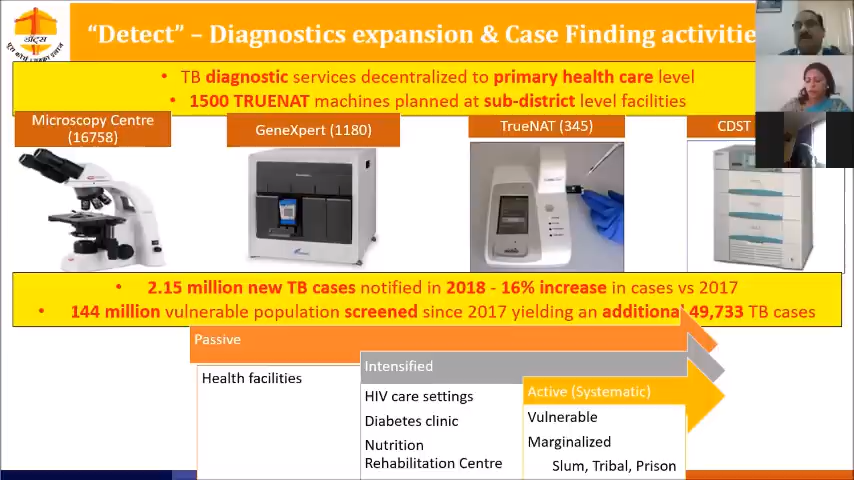 डॉट्स
"Detect" – Diagnostics expansion & Case Finding activitie
• TB diagnostic services decentralized to primary health care level
• 1500 TRUENAT machines planned at sub-district level facilities
Microscopy Centre
(16758)
GeneXpert (1180)
TrueNAT (345)
CDST
• 2.15 million new TB cases notified in 2018 - 16% increase in cases vs 2017
• 144 million vulnerable population screened since 2017 yielding an additional 49,733 TB cases
Passive
Health facilities
Intensified
HIV care settings
Diabetes clinic
Nutrition
Rehabilitation Centre
Active (Systematic)
Vulnerable
Marginalized
Slum, Tribal, Prison